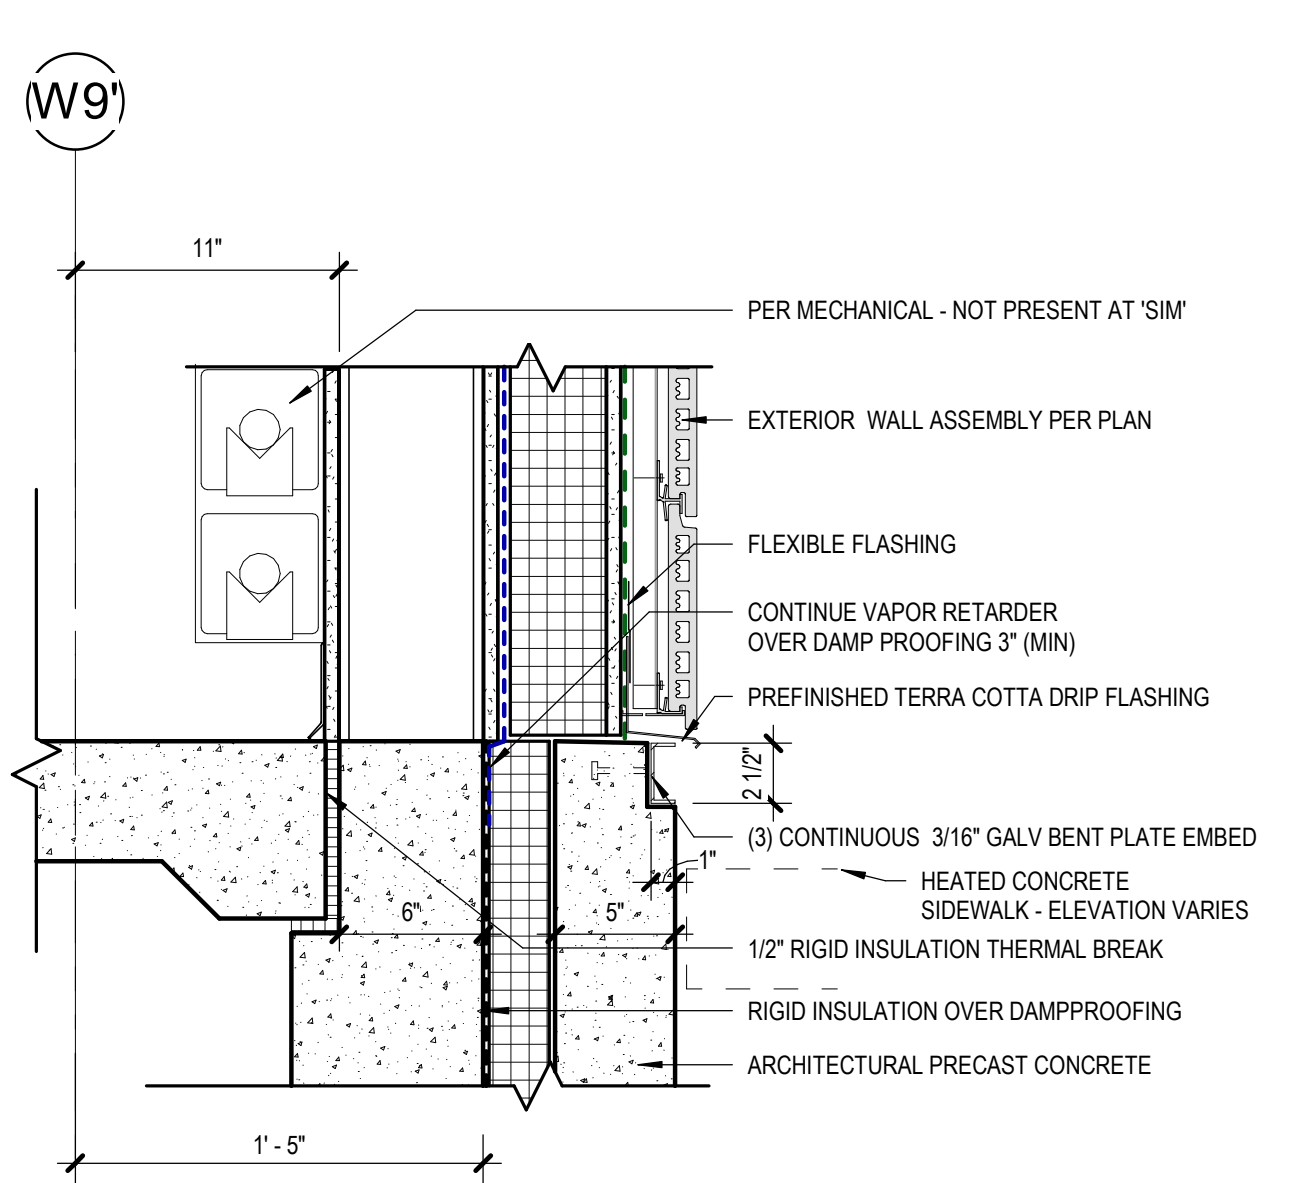 W9'
11"
PER MECHANICAL - NOT PRESENT AT 'SIM'
EXTERIOR WALL ASSEMBLY PER PLAN
FLEXIBLE FLASHING
CONTINUE VAPOR RETARDER
OVER DAMP PROOFING 3" (MIN)
PREFINISHED TERRA COTTA DRIP FLASHING
2 1/2"
(3) CONTINUOUS 3/16" GALV BENT PLATE EMBED
1"
HEATED CONCRETE
SIDEWALK - ELEVATION VARIES
6"
5"
1/2" RIGID INSULATION THERMAL BREAK
RIGID INSULATION OVER DAMPPROOFING
ARCHITECTURAL PRECAST CONCRETE
1' - 5"